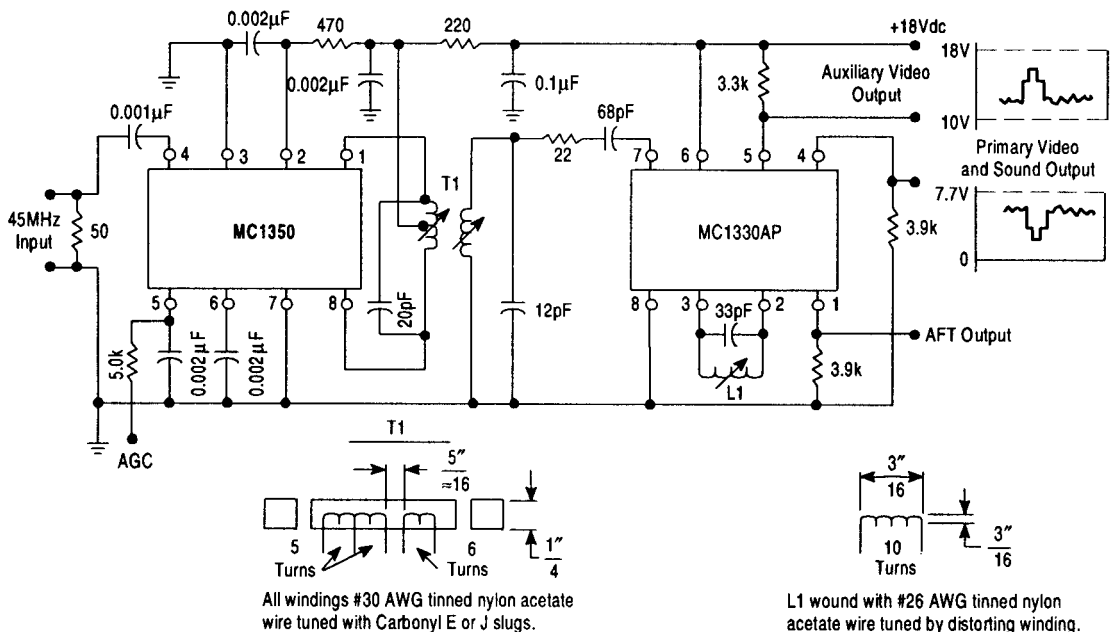 0.002µF
470
220
+18Vdc
18V
0.002µF
0.1µF
3.3k
Auxiliary Video
Output
10V
0.001µF
68pF
4
3
2
1
T1
22
7
6
5
4
Primary Video
and Sound Output
7.7V
45MHz
Input
50
MC1350
MC1330AP
3.9k
0
5
6
7
8
20pF
12pF
8
3
33pF
2
1
AFT Output
5.0k
0.002µF
0.002µF
L1
3.9k
AGC
T1
5″
≈16
3″
16
5
Turns
6
Turns
1″
4
10
Turns
3″
16
All windings #30 AWG tinned nylon acetate
wire tuned with Carbonyl E or J slugs.
L1 wound with #26 AWG tinned nylon
acetate wire tuned by distorting winding.